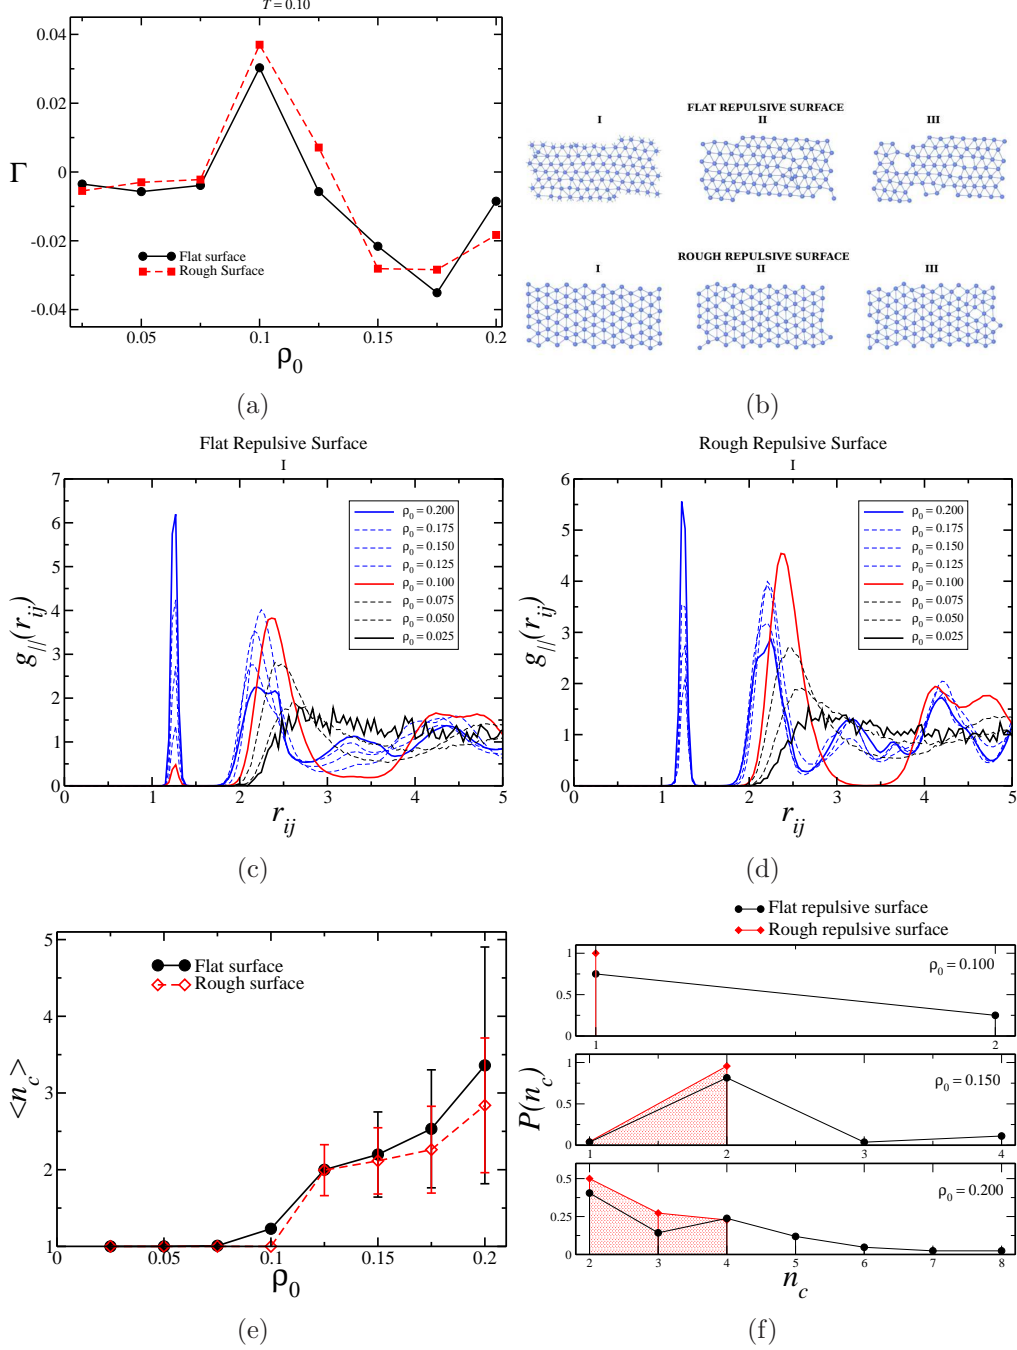 T = 0.10
0.04
0.02
0
-0.02
-0.04
Γ
Flat surface
Rough Surface
0.05
0.1
0.15
0.2
ρ0
(a)
FLAT REPULSIVE SURFACE
I
II
III
ROUGH REPULSIVE SURFACE
I
II
III
(b)
Flat Repulsive Surface
I
7
6
5
4
3
2
1
0
g//(rij)
ρ0 = 0.200
ρ0 = 0.175
ρ0 = 0.150
ρ0 = 0.125
ρ0 = 0.100
ρ0 = 0.075
ρ0 = 0.050
ρ0 = 0.025
0 1 2 3 4 5
rij
(c)
Rough Repulsive Surface
I
6
5
4
3
2
1
0
g//(rij)
ρ0 = 0.200
ρ0 = 0.175
ρ0 = 0.150
ρ0 = 0.125
ρ0 = 0.100
ρ0 = 0.075
ρ0 = 0.050
ρ0 = 0.025
0 1 2 3 4 5
rij
(d)
5
4
3
2
1
<nc>
Flat surface
Rough surface
0 0.05 0.1 0.15 0.2
ρ0
(e)
Flat repulsive surface
Rough repulsive surface
1
0.5
0
ρ0 = 0.100
1 2
1
0.5
0
ρ0 = 0.150
1 2 3 4
P(nc)
0.5
0.25
0
ρ0 = 0.200
2 3 4 5 6 7 8
nc
(f)